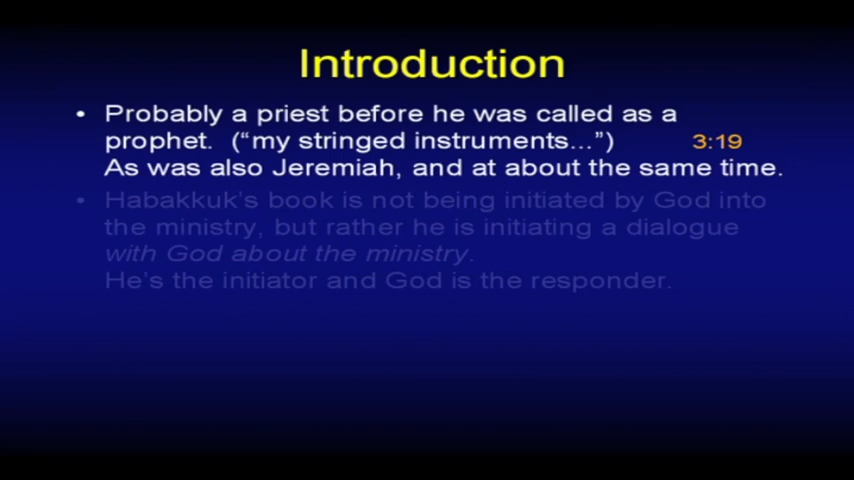 Introduction
• Probably a priest before he was called as a
prophet. (“my stringed instruments...”) 3:19
As was also Jeremiah, and at about the same time.
• Habakkuk’s book is not being initiated by God into
the ministry, but rather he is initiating a dialogue
with God about the ministry.
He’s the initiator and God is the responder.